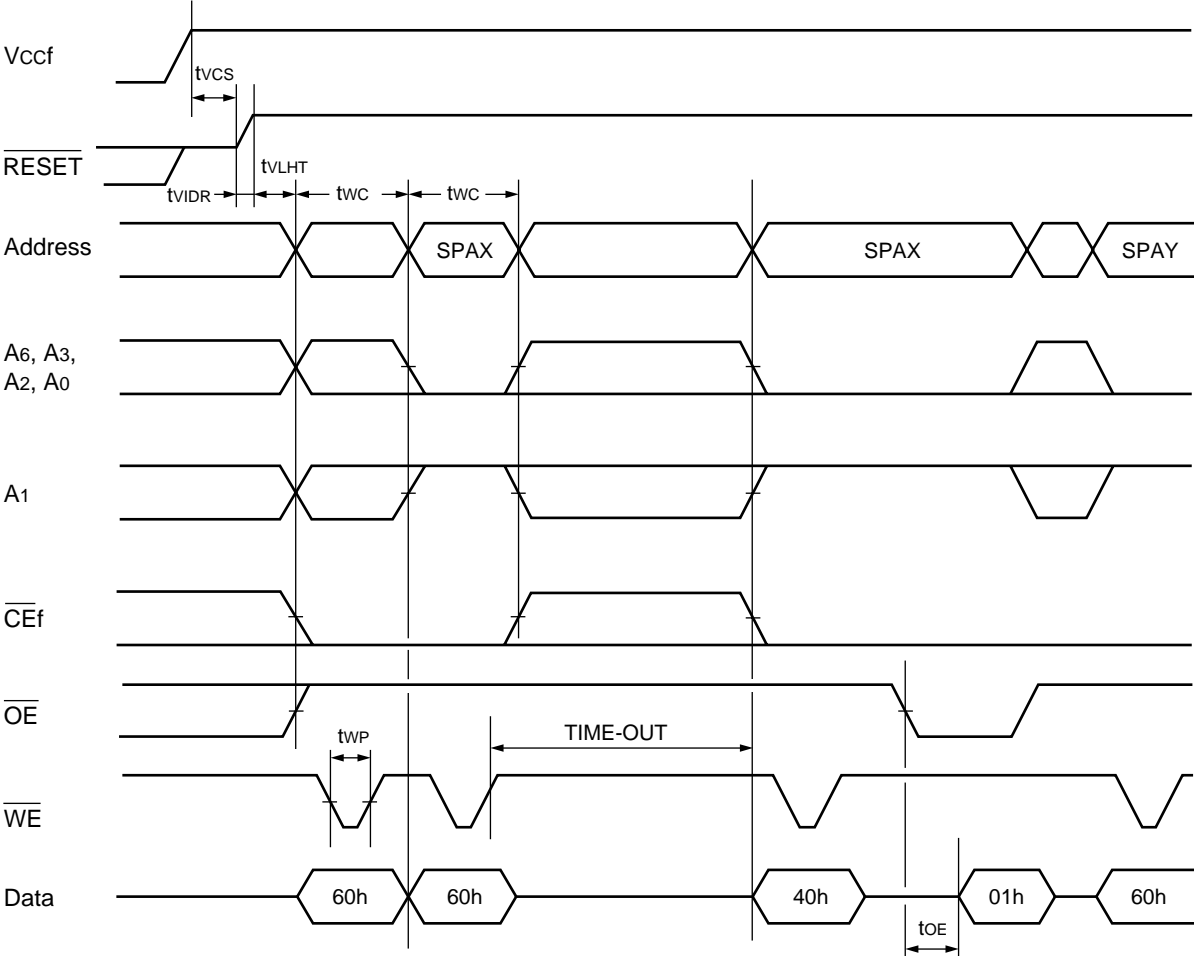 VCCf
tVCS
RESET
tVLHT
tVIDR
tWC
tWC
Address
SPAX
SPAX
SPAY
A6, A3,
A2, A0
A1
CEf
OE
tWP
TIME-OUT
WE
Data
60h
60h
40h
01h
60h
tOE